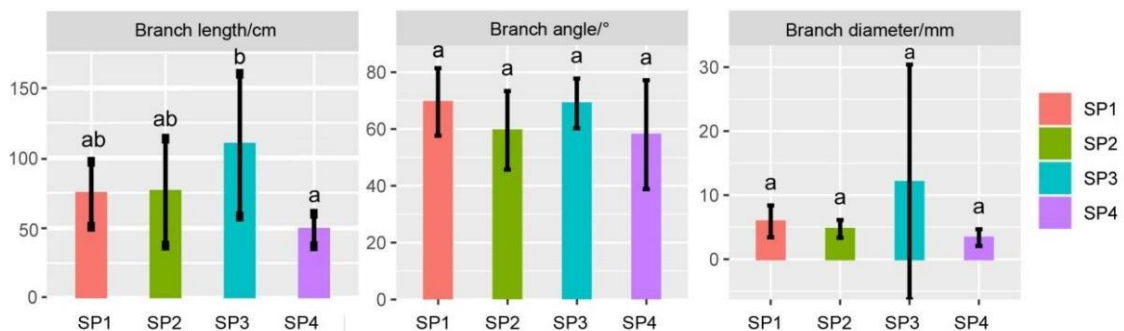 Branch length/cm
150
100
50
0
ab
ab
b
a
SP1 SP2 SP3 SP4
Branch angle/°
80
60
40
20
0
a
a
a
a
SP1 SP2 SP3 SP4
Branch diameter/mm
30
20
10
0
a
a
a
a
SP1 SP2 SP3 SP4
SP1
SP2
SP3
SP4